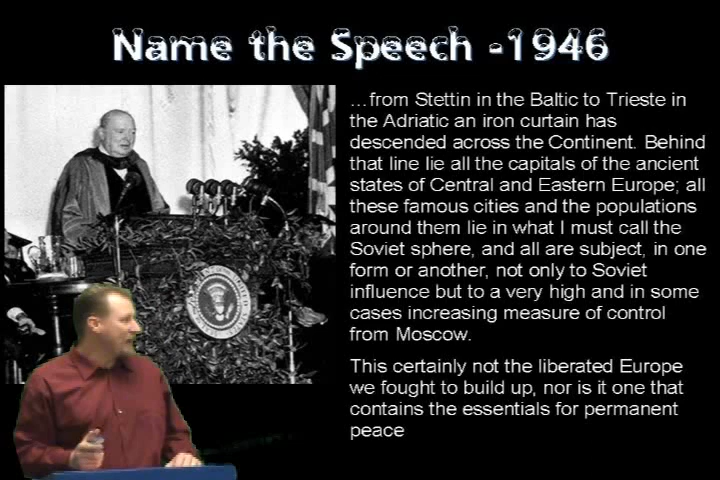 Name the Speech -1946
...from Stettin in the Baltic to Trieste in
the Adriatic an iron curtain has
descended across the Continent. Behind
that line lie all the capitals of the ancient
states of Central and Eastern Europe; all
these famous cities and the populations
around them lie in what I must call the
Soviet sphere, and all are subject, in one
form or another, not only to Soviet
influence but to a very high and in some
cases increasing measure of control
from Moscow.
This certainly not the liberated Europe
we fought to build up, nor is it one that
contains the essentials for permanent
peace